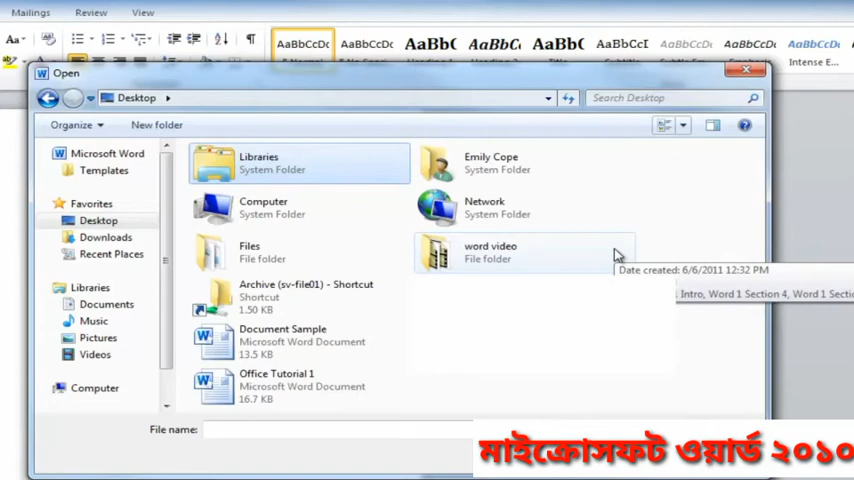 Mailings Review View
Aa
AaBbCcDc AaBbCcDc AaBb( AaBbCc AaBb( AaBbCcI AaBbCcDc AaBbCcDc AaBbCcDc
Intense E...
Open
Desktop
Search Desktop
Organize New folder
Microsoft Word
Templates
Favorites
Desktop
Downloads
Recent Places
Libraries
Documents
Music
Pictures
Videos
Computer
Libraries
System Folder
Emily Cope
System Folder
Computer
System Folder
Network
System Folder
Files
File folder
word video
File folder
Date created: 6/6/2011 12:32 PM
Intro, Word 1 Section 4, Word 1 Sectio
Archive (sv-file01) - Shortcut
Shortcut
1.50 KB
Document Sample
Microsoft Word Document
13.5 KB
Office Tutorial 1
Microsoft Word Document
16.7 KB
File name:
মাইক্রোসফট ওয়ার্ড ২০১০